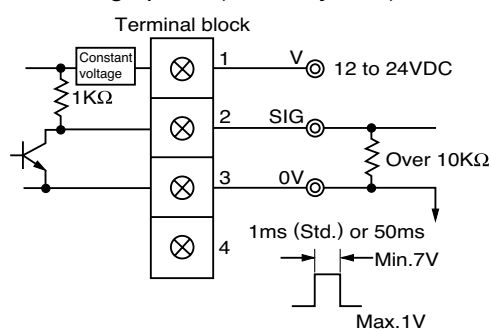 Terminal block
Constant
voltage
1
V
12 to 24VDC
1KΩ
2
SIG
Over 10KΩ
3
0V
4
1ms (Std.) or 50ms
Min.7V
Max.1V